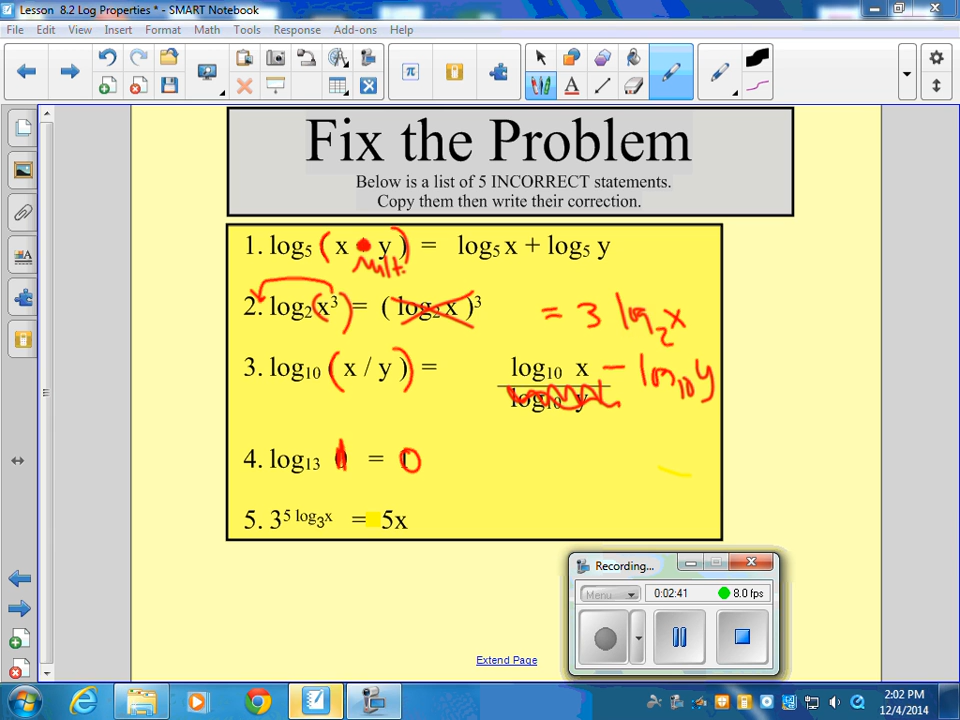 Lesson 8.2 Log Properties * - SMART Notebook
File Edit View Insert Format Math Tools Response Add-ons Help
Fix the Problem
Below is a list of 5 INCORRECT statements.
Copy them then write their correction.
1. log5 ( x • y ) = log5 x + log5 y
Mult.
2. log2 (x³) = ( log2 x )³ = 3 log2 x
3. log10 ( x / y ) = log10 x − log10 y
log10 y
4. log13 1 = 0
5. 3^5 log3x = 5x
Recording...
Menu 0:02:41 8.0 fps
Extend Page
2:02 PM
12/4/2014